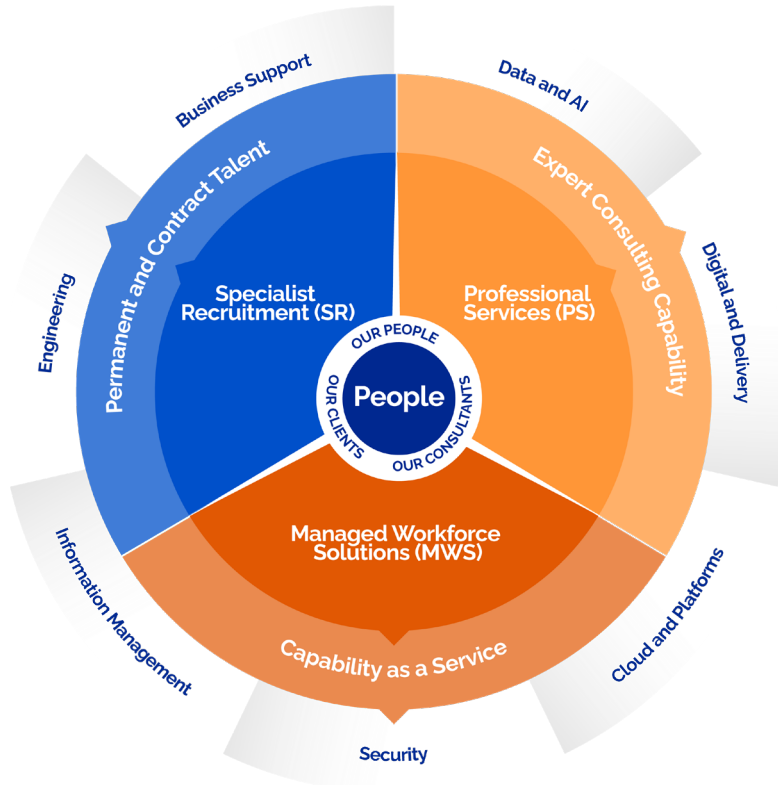 Business Support
Data and AI
Permanent and Contract Talent
Expert Consulting Capability
Engineering
Digital and Delivery
Specialist
Recruitment (SR)
Professional
Services (PS)
OUR PEOPLE
People
OUR CLIENTS
OUR CONSULTANTS
Managed Workforce
Solutions (MWS)
Information Management
Cloud and Platforms
Capability as a Service
Security